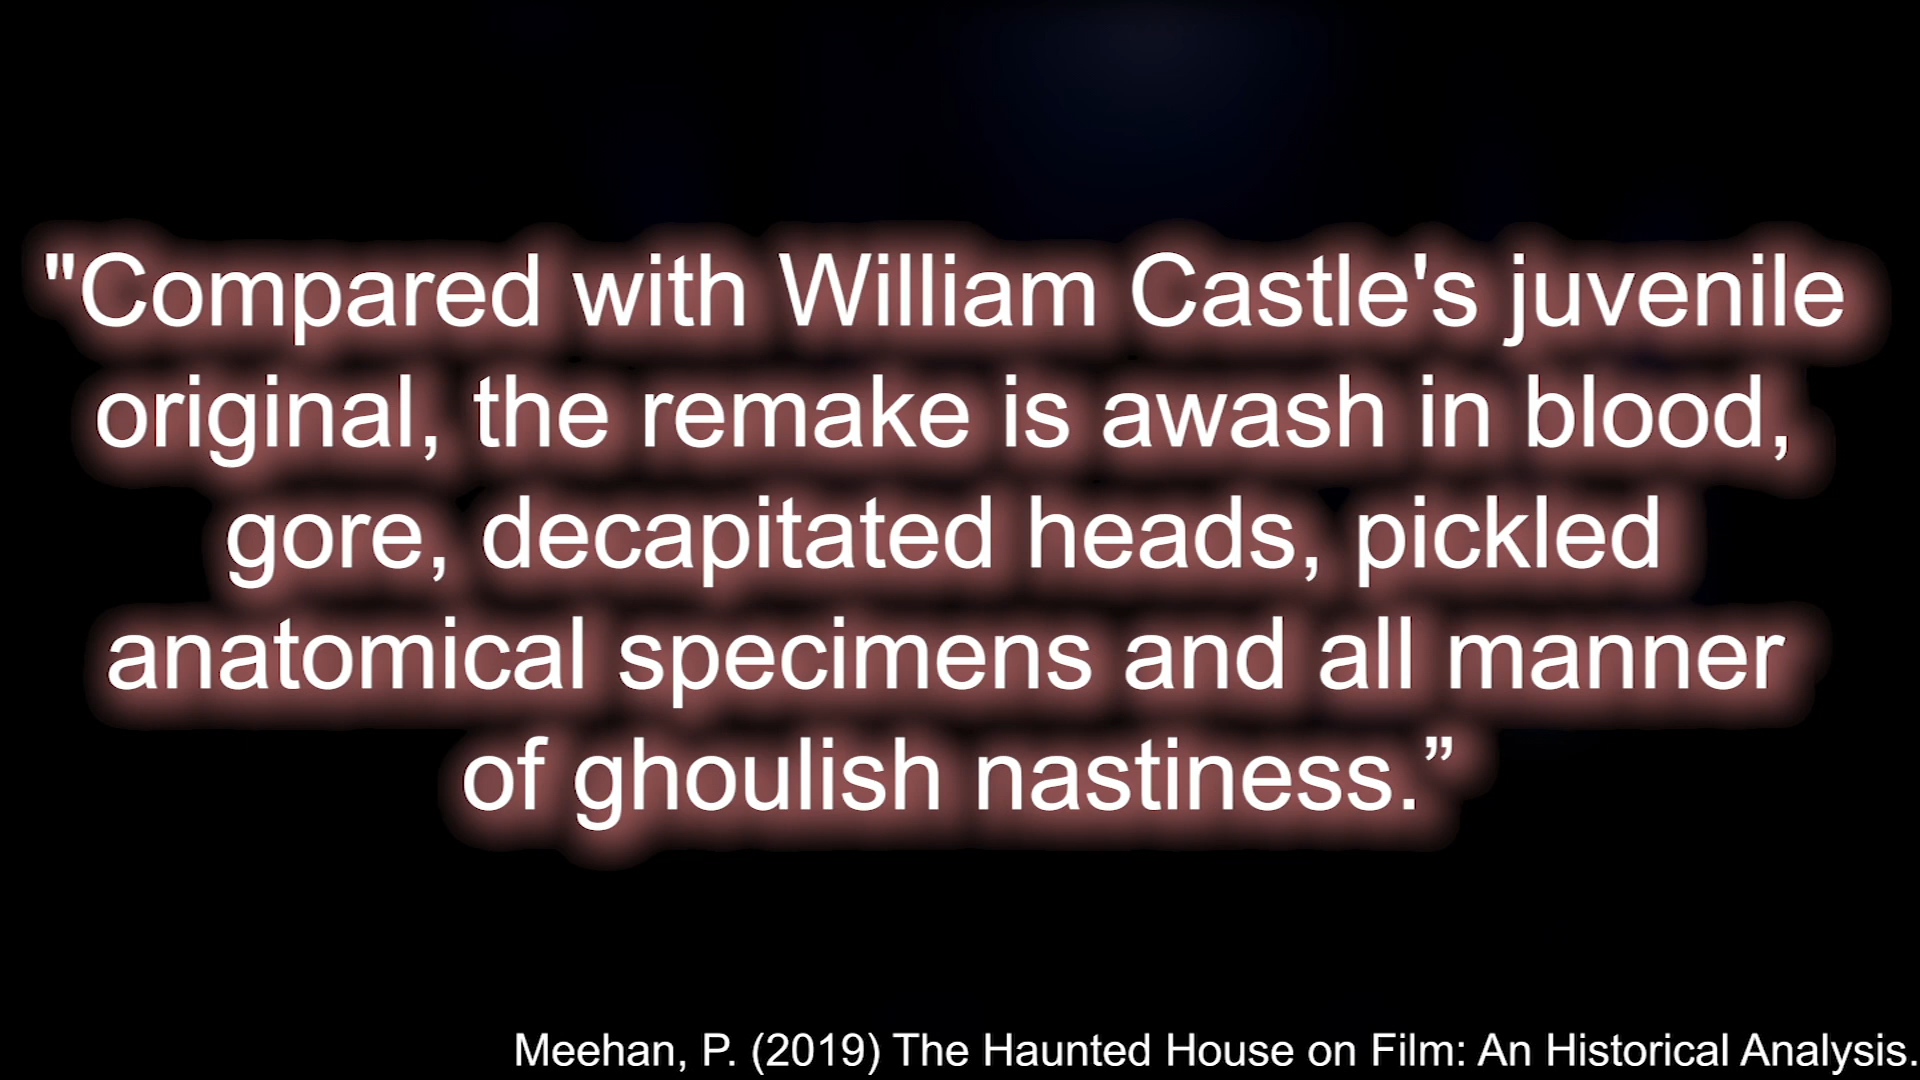 "Compared with William Castle's juvenile
original, the remake is awash in blood,
gore, decapitated heads, pickled
anatomical specimens and all manner
of ghoulish nastiness.”
Meehan, P. (2019) The Haunted House on Film: An Historical Analysis.